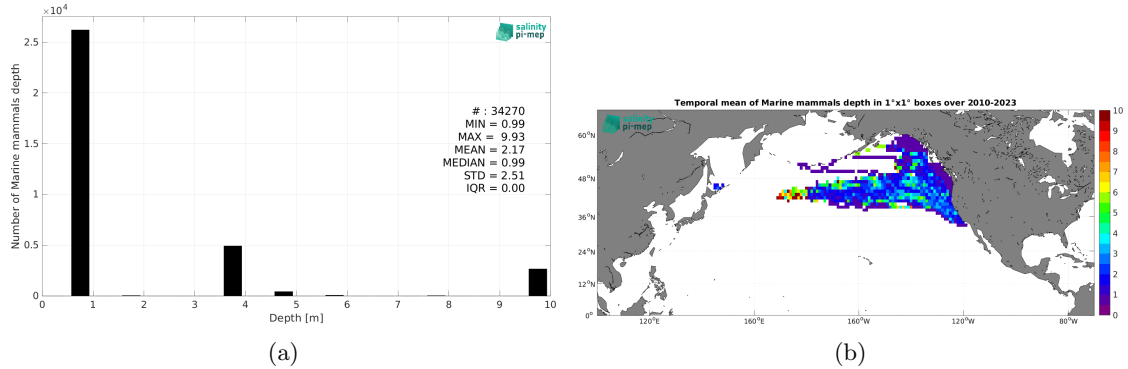 ×10⁴
salinity
pi-mep
2.5
2
1.5
1
0.5
0
Number of Marine mammals depth
# : 34270
MIN = 0.99
MAX = 9.93
MEAN = 2.17
MEDIAN = 0.99
STD = 2.51
IQR = 0.00
0 1 2 3 4 5 6 7 8 9 10
Depth [m]
(a)
Temporal mean of Marine mammals depth in 1°x1° boxes over 2010-2023
salinity
pi-mep
60°N
48°N
36°N
24°N
12°N
0°
120°E 160°E 160°W 120°W 80°W
10
9
8
7
6
5
4
3
2
1
0
(b)